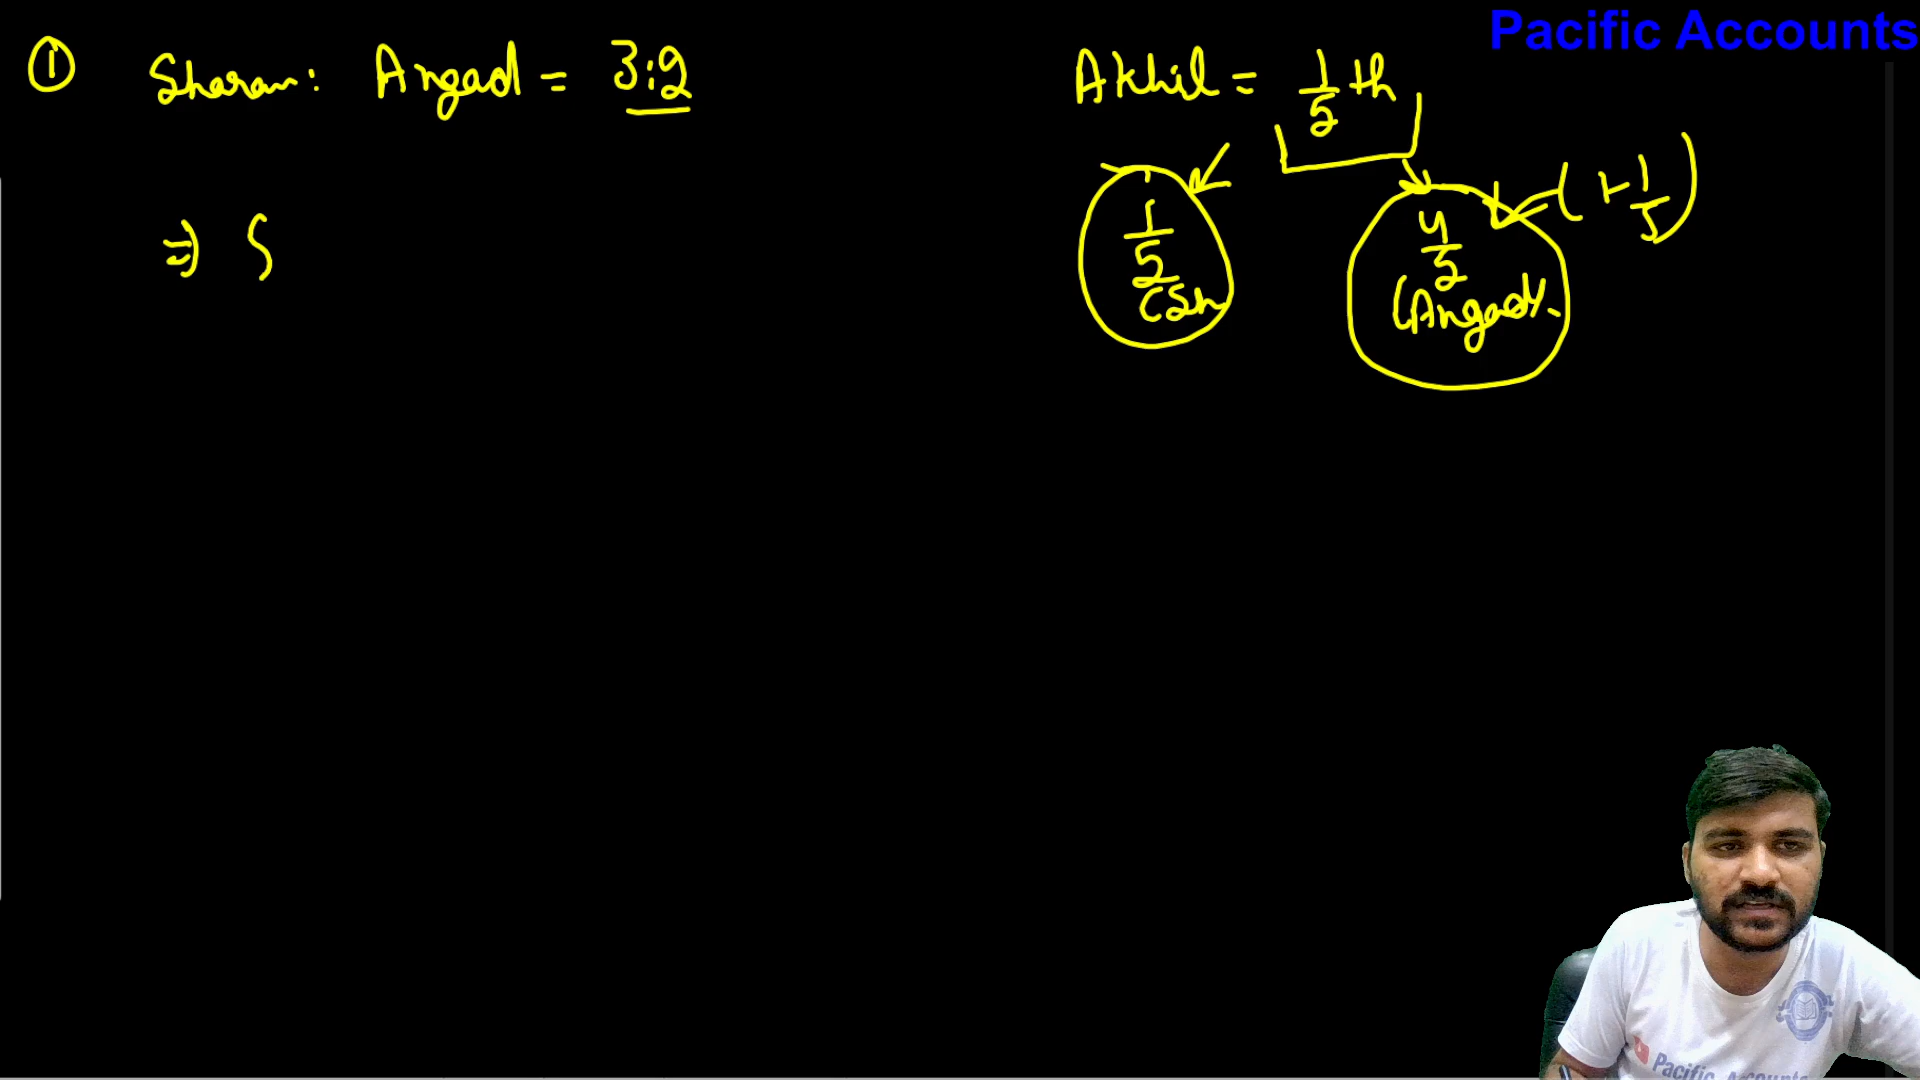 Pacific Accounts
① Sharan: Angad = 3:2
Akhil = 1/5 th
1/5
(Sh
4/5
(Angad).
(1-1/5)
⇒ S
Pacific Accounts